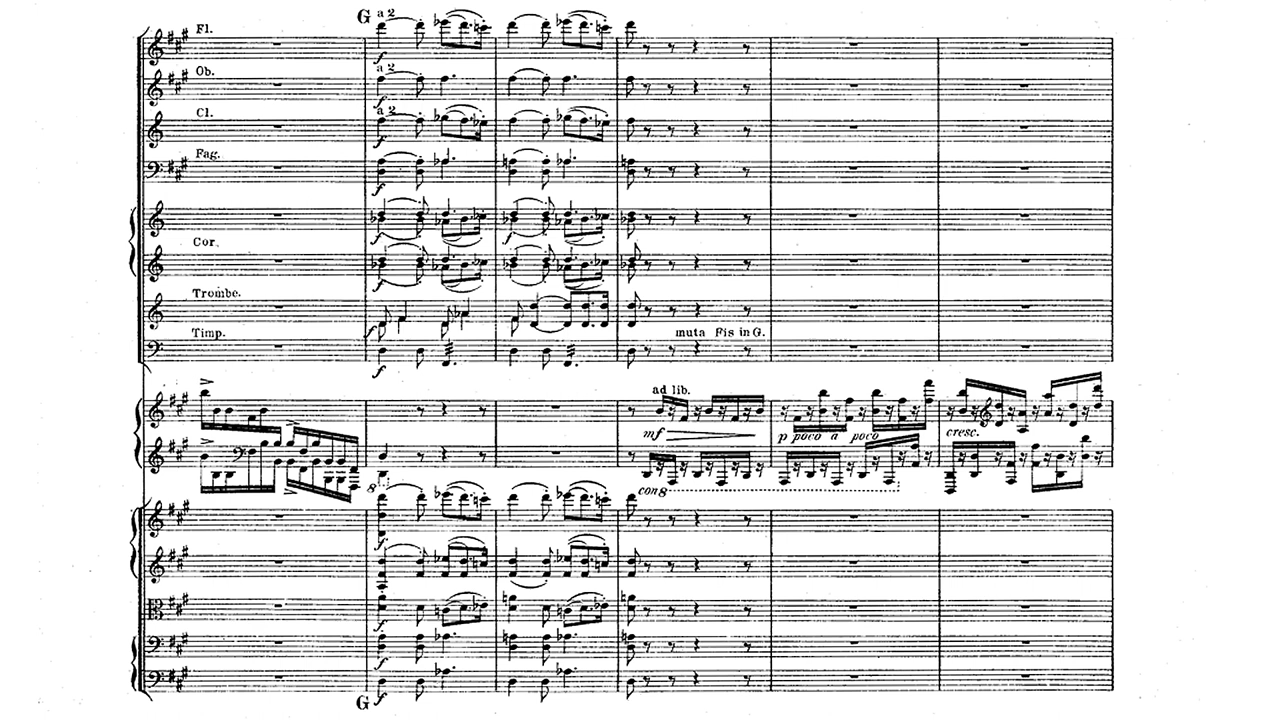 G a 2
Fl.
f
a 2
Ob.
f
a 2
Cl.
f
Fag.
f
f f
Cor.
f f
Trombe.
f
Timp. muta Fis in G.
f
ad lib.
mf p poco a poco cresc.
8 con 8
f
f
f
f
G f